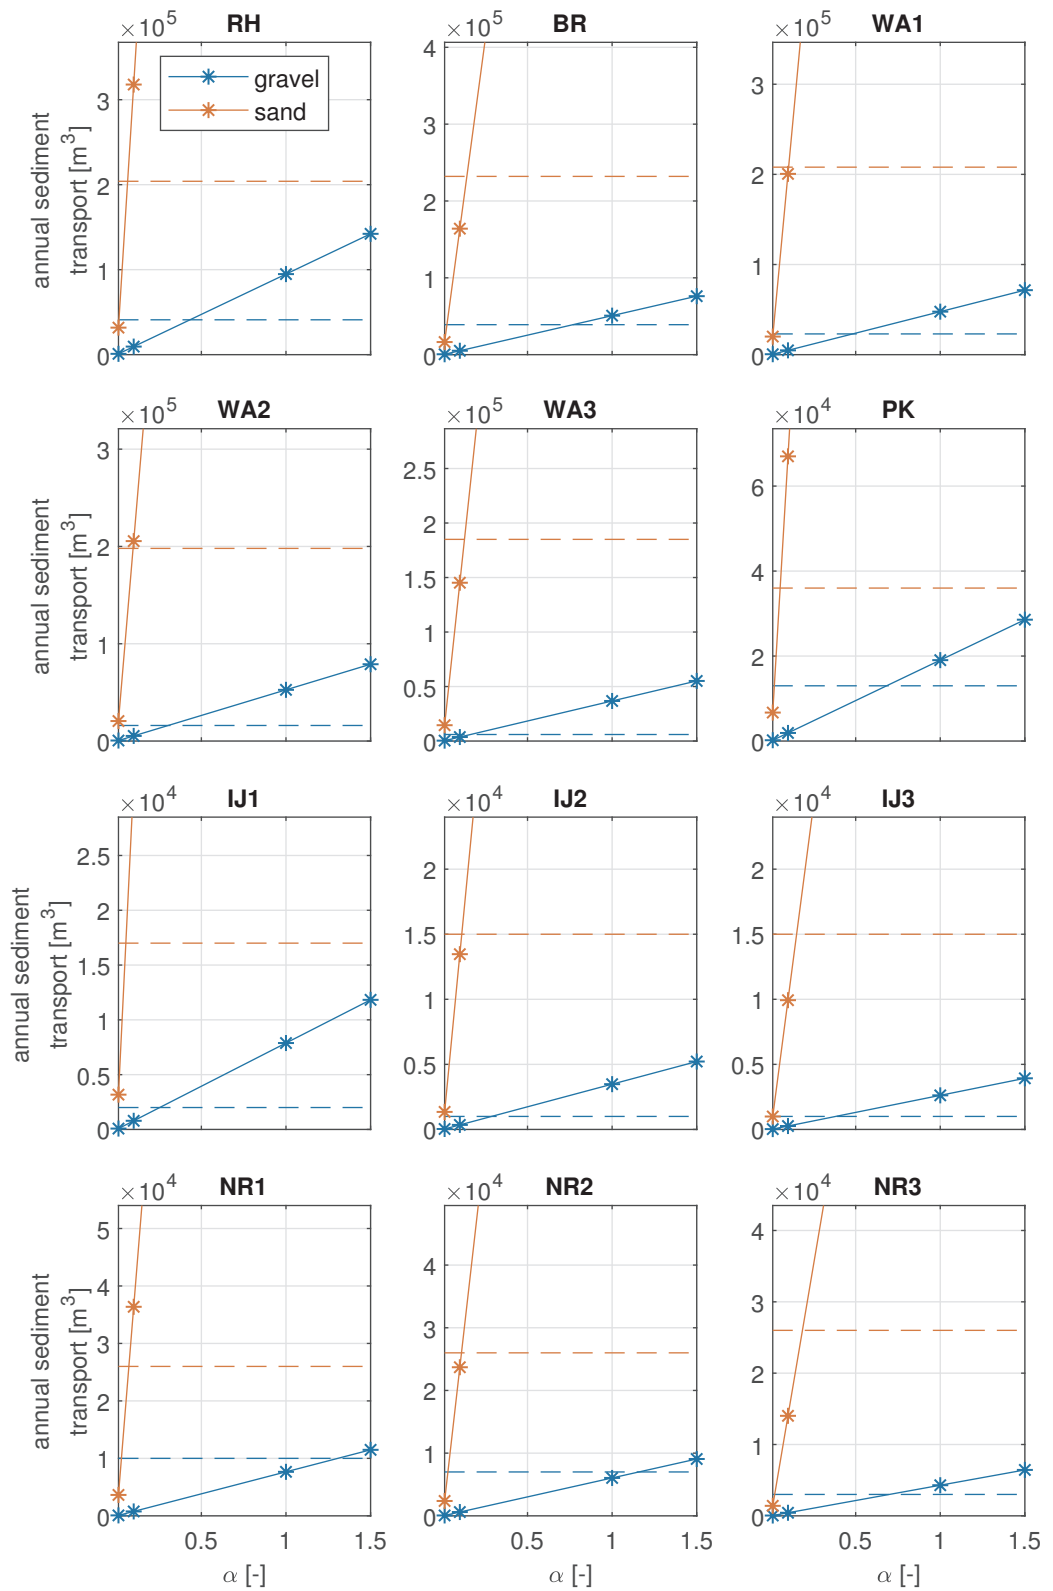 ×10^5 RH
×10^5 BR
×10^5 WA1
gravel
sand
3
2
1
0
4
3
2
1
0
3
2
1
0
annual sediment
transport [m^3]
×10^5 WA2
×10^5 WA3
×10^4 PK
3
2
1
0
2.5
2
1.5
1
0.5
0
6
4
2
0
annual sediment
transport [m^3]
×10^4 IJ1
×10^4 IJ2
×10^4 IJ3
2.5
2
1.5
1
0.5
0
2
1.5
1
0.5
0
2
1.5
1
0.5
0
annual sediment
transport [m^3]
×10^4 NR1
×10^4 NR2
×10^4 NR3
5
4
3
2
1
0
4
3
2
1
0
4
3
2
1
0
annual sediment
transport [m^3]
0.5 1 1.5
0.5 1 1.5
0.5 1 1.5
α [-]
α [-]
α [-]